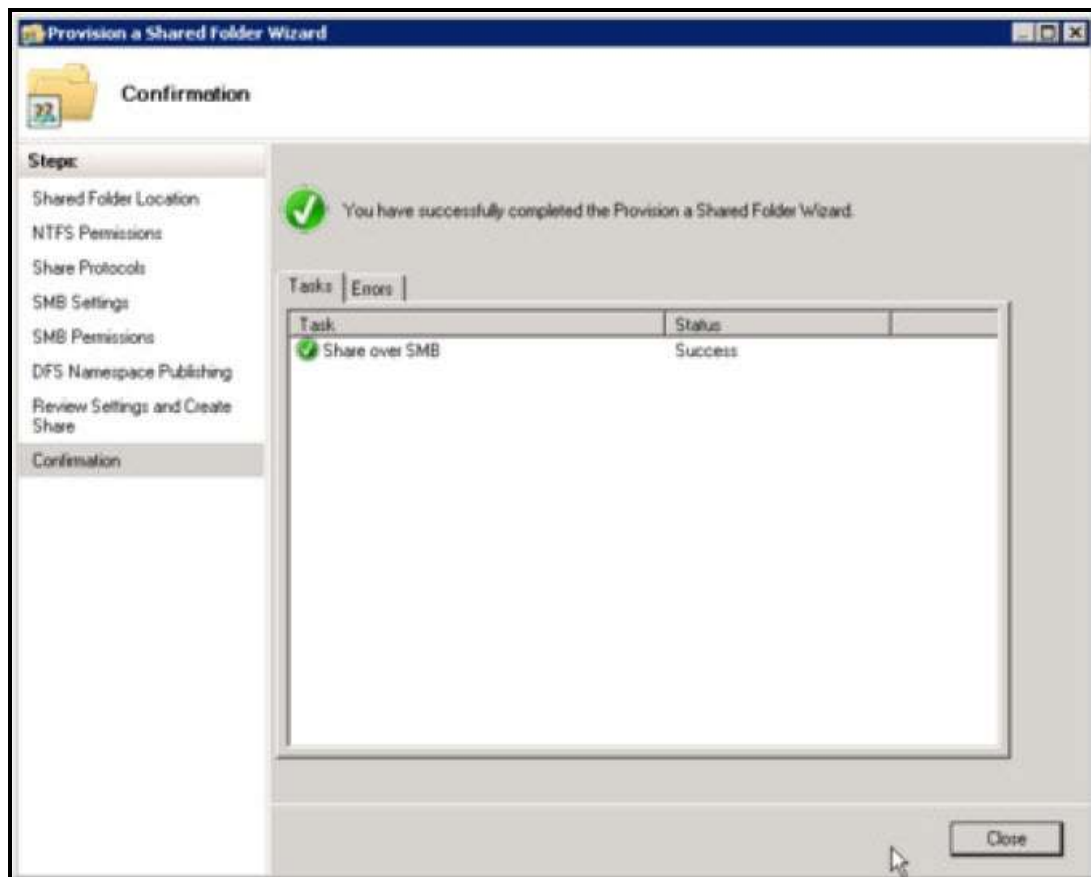 Provision a Shared Folder Wizard
Confirmation
Steps:
Shared Folder Location
NTFS Permissions
Share Protocols
SMB Settings
SMB Permissions
DFS Namespace Publishing
Review Settings and Create
Share
Confirmation
You have successfully completed the Provision a Shared Folder Wizard.
Tasks Errors
Task Status
Share over SMB Success
Close